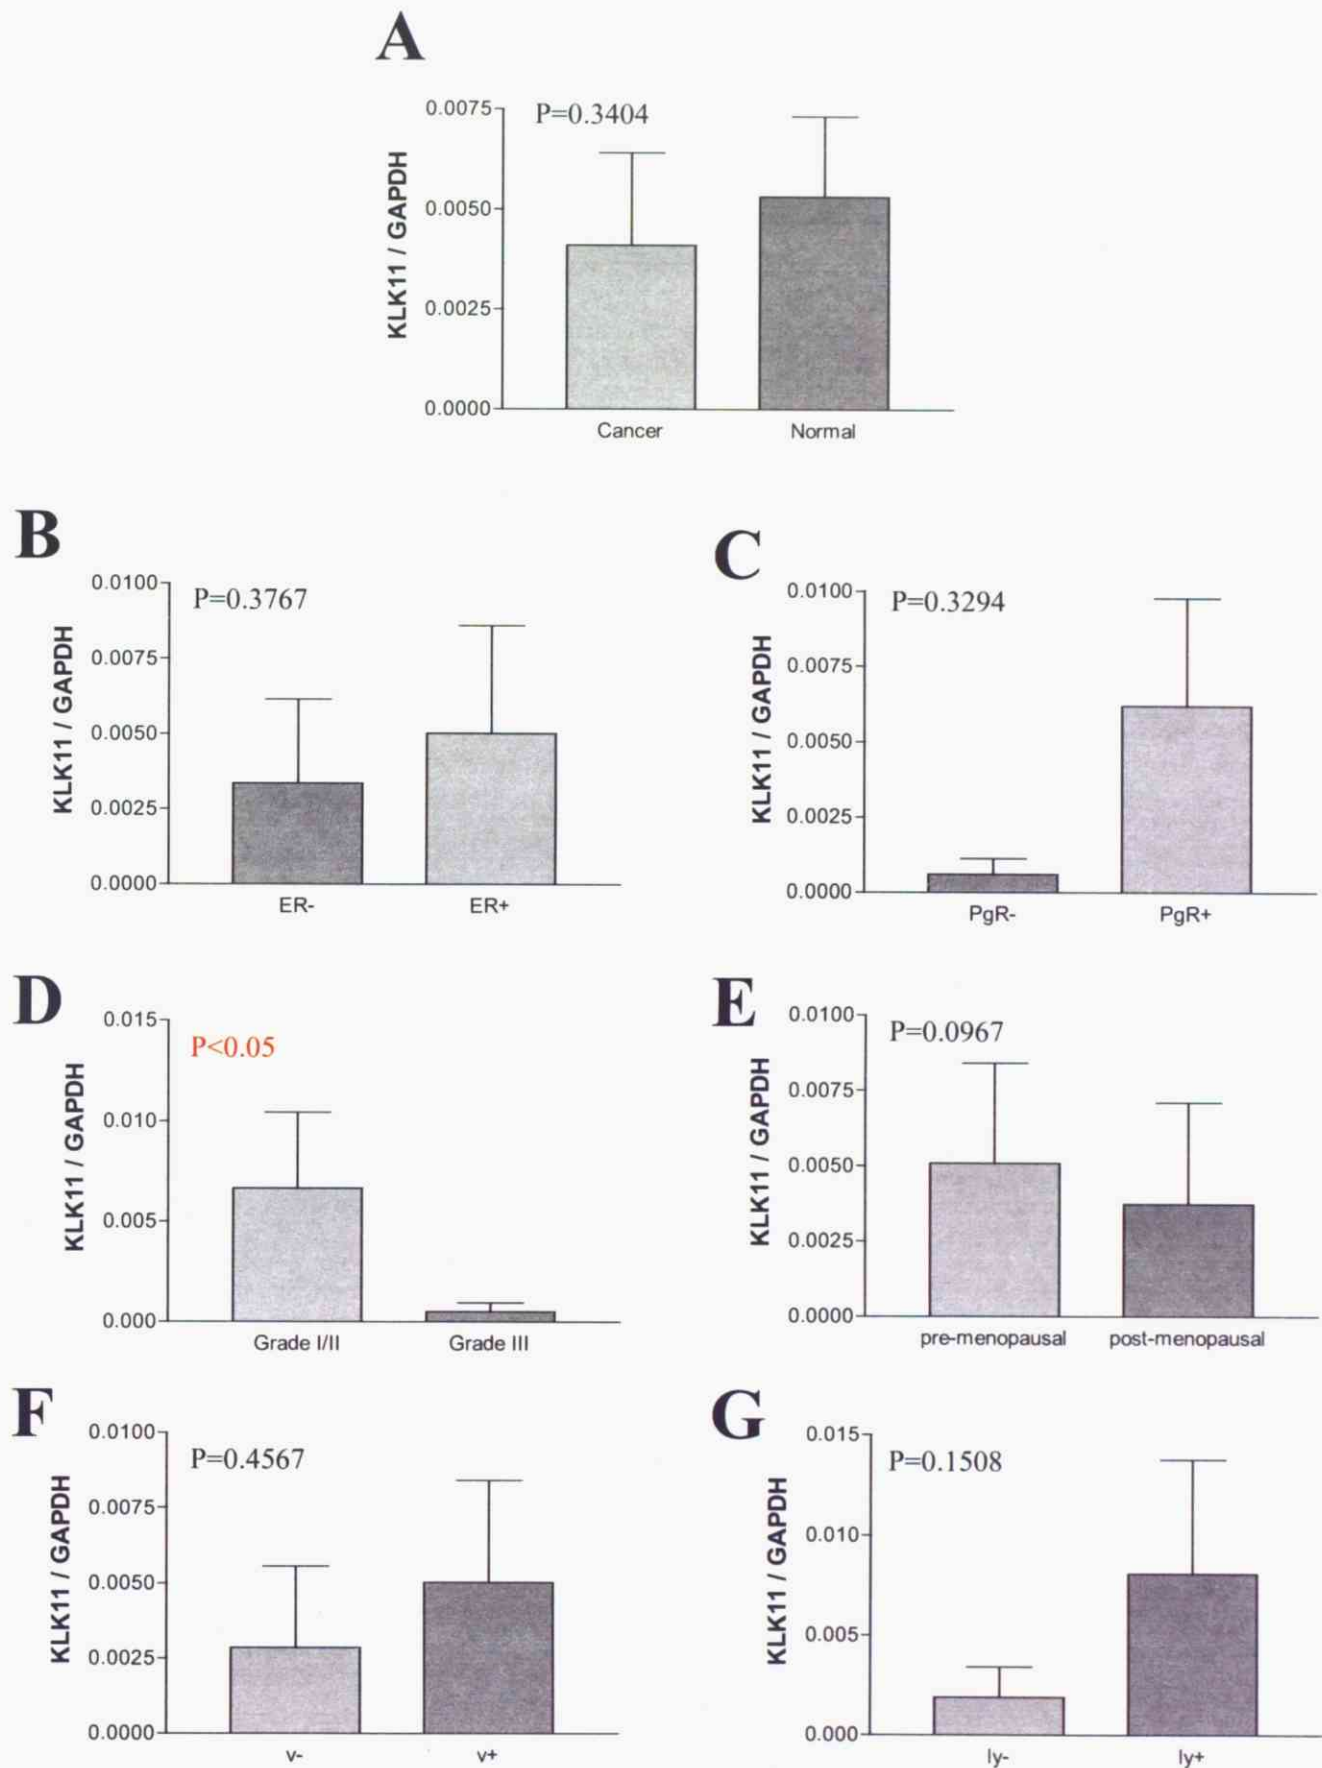 A
P=0.3404
KLK11 / GAPDH
0.0075
0.0050
0.0025
0.0000
Cancer Normal
B
P=0.3767
KLK11 / GAPDH
0.0100
0.0075
0.0050
0.0025
0.0000
ER- ER+
C
P=0.3294
KLK11 / GAPDH
0.0100
0.0075
0.0050
0.0025
0.0000
PgR- PgR+
D
P<0.05
KLK11 / GAPDH
0.015
0.010
0.005
0.000
Grade I/II Grade III
E
P=0.0967
KLK11 / GAPDH
0.0100
0.0075
0.0050
0.0025
0.0000
pre-menopausal post-menopausal
F
P=0.4567
KLK11 / GAPDH
0.0100
0.0075
0.0050
0.0025
0.0000
v- v+
G
P=0.1508
KLK11 / GAPDH
0.015
0.010
0.005
0.000
ly- ly+